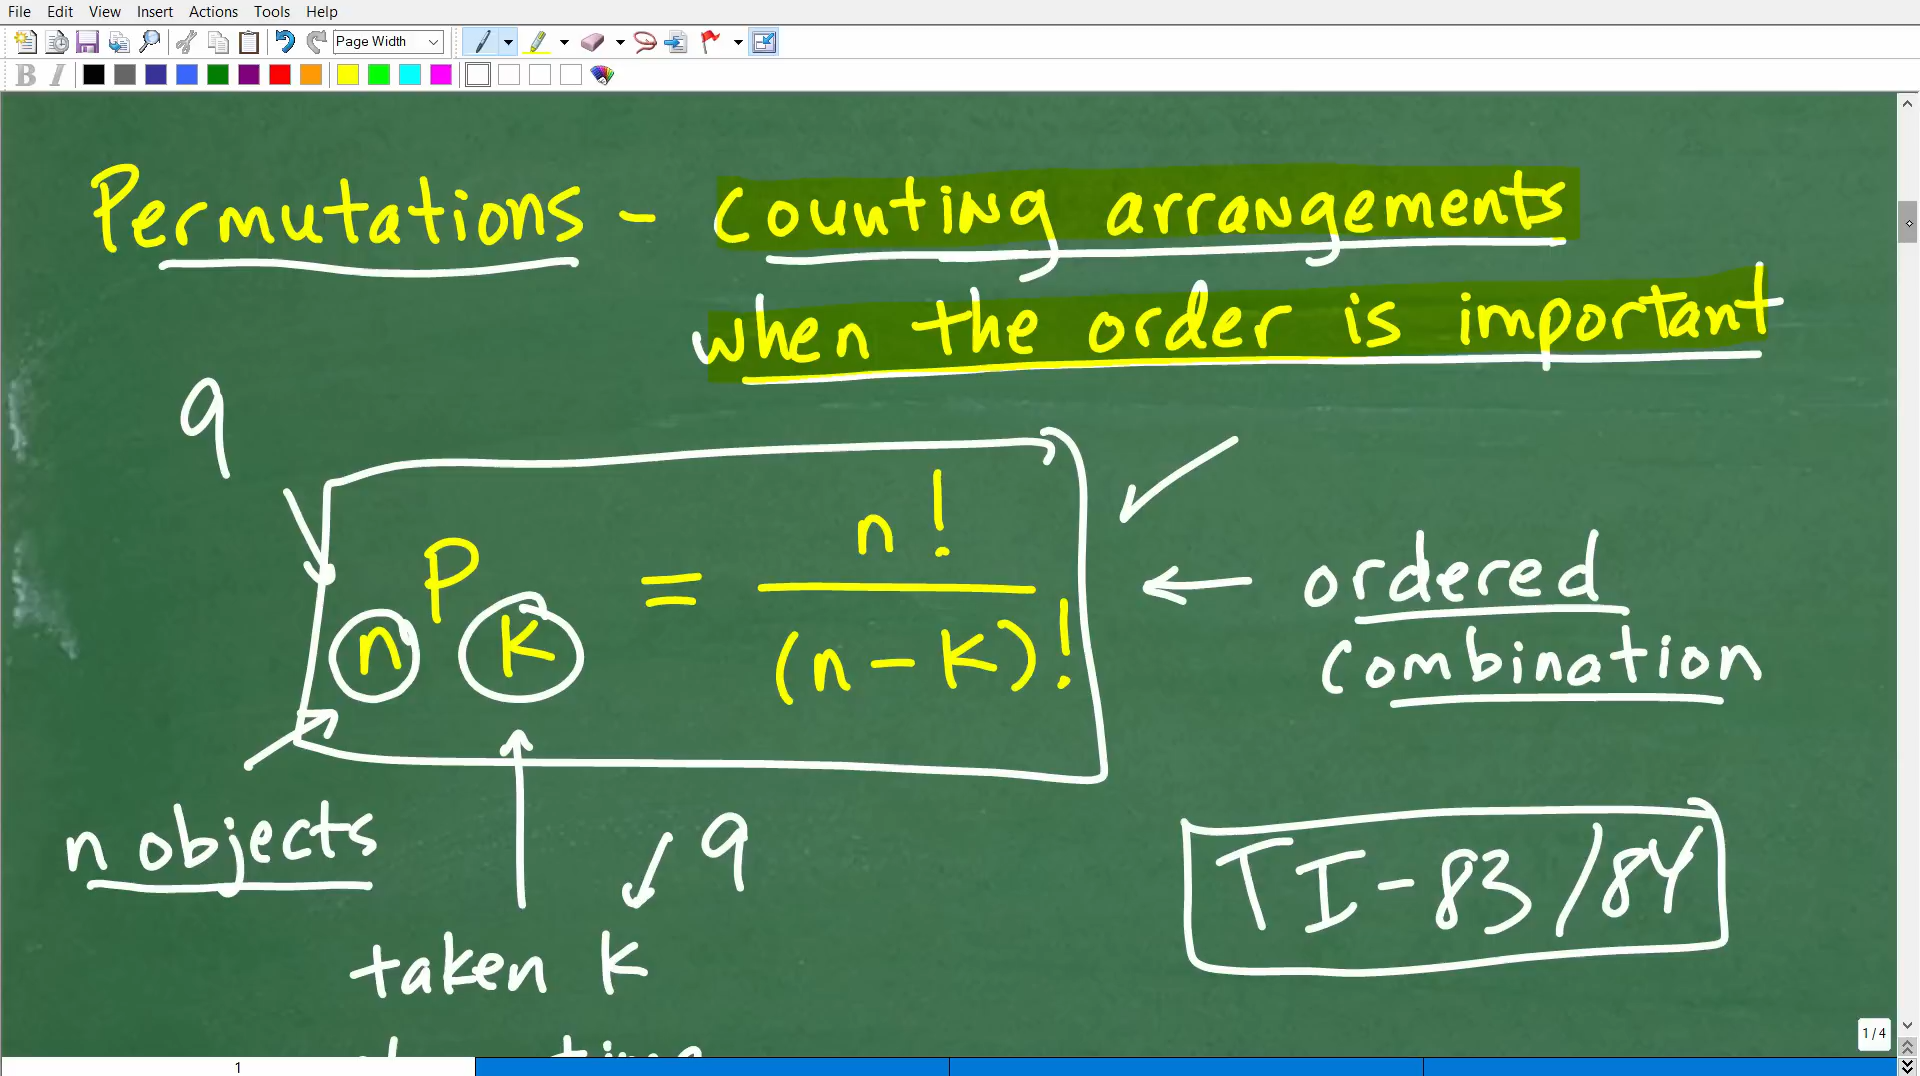 File Edit View Insert Actions Tools Help
Page Width
B I
Permutations - counting arrangements
when the order is important
9
nPk = n! / (n-k)!
← ordered
combination
n objects
9
TI-83/84
taken k
1/4
1